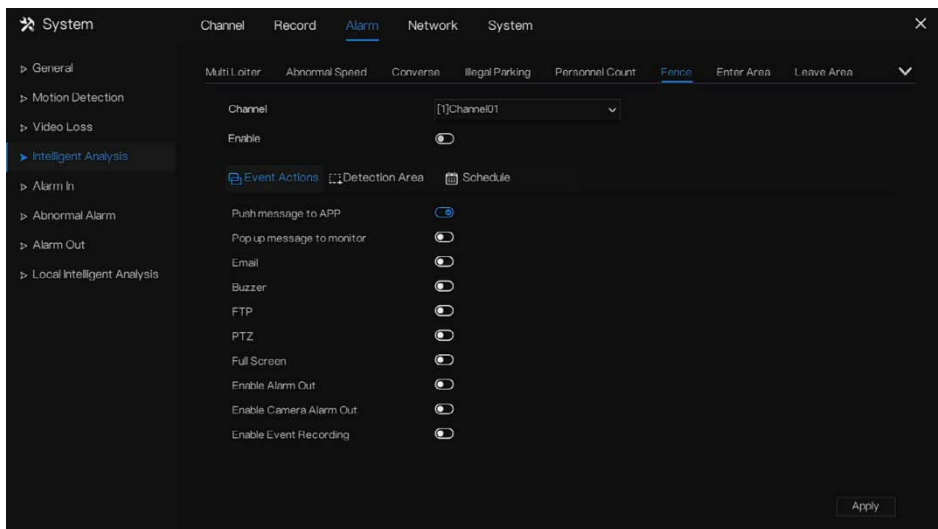 System
Channel Record Alarm Network System
General
Motion Detection
Video Loss
Intelligent Analysis
Alarm In
Abnormal Alarm
Alarm Out
Local Intelligent Analysis
Multi Loiter Abnormal Speed Converse Illegal Parking Personnel Count Fence Enter Area Leave Area
Channel [1]Channel01
Enable
Event Actions Detection Area Schedule
Push message to APP
Pop up message to monitor
Email
Buzzer
FTP
PTZ
Full Screen
Enable Alarm Out
Enable Camera Alarm Out
Enable Event Recording
Apply